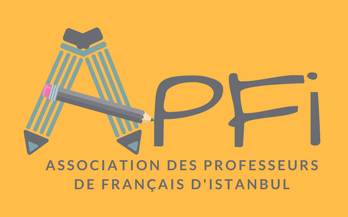 APFi
ASSOCIATION DES PROFESSEURS
DE FRANÇAIS D'ISTANBUL